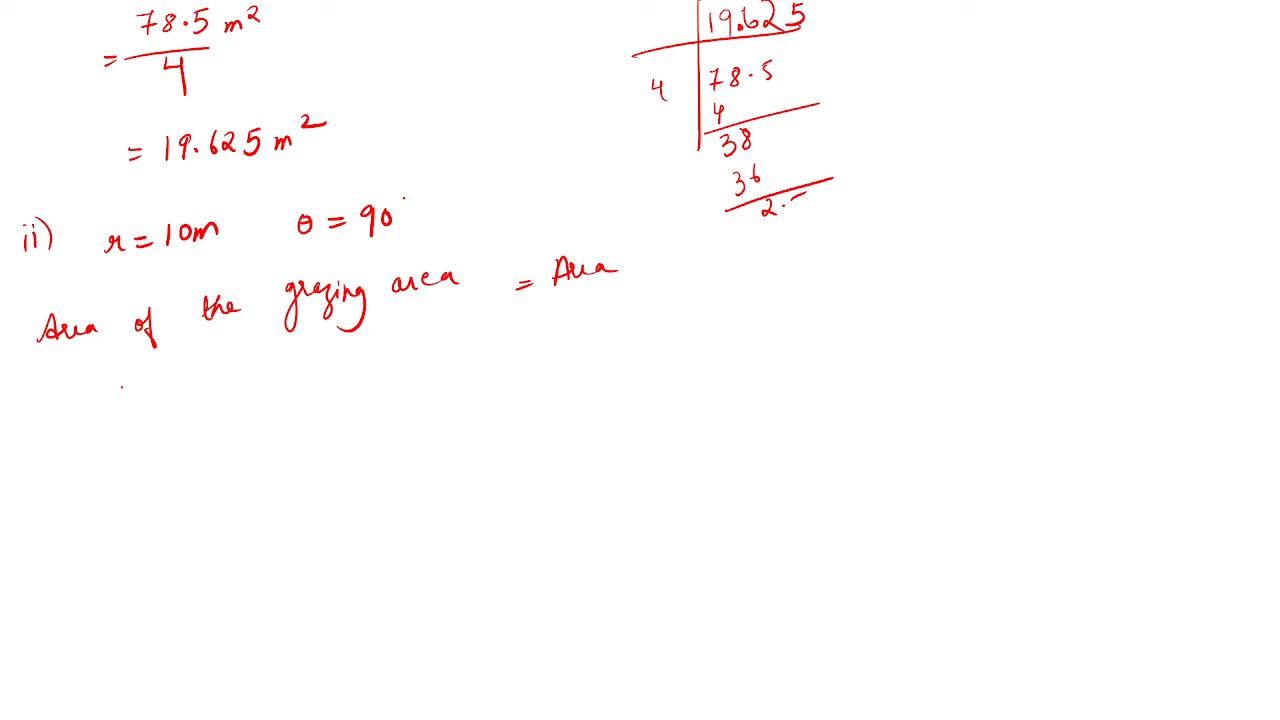 = 78.5 m² / 4
= 19.625 m²
ii) r = 10m θ = 90°
Area of the grazing area = Area
19.625
4 78.5
4
38
36
2.